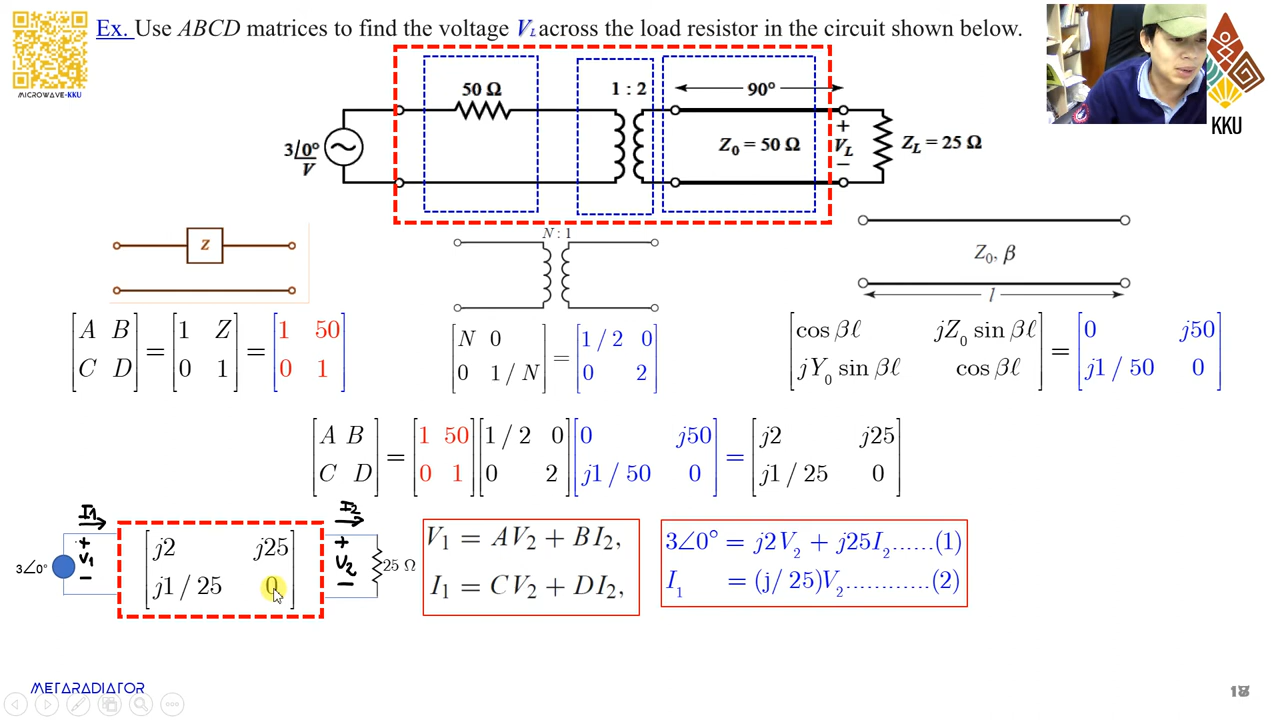 Ex. Use ABCD matrices to find the voltage V_L across the load resistor in the circuit shown below.
MICROWAVE-KKU
KKU
50 Ω
1 : 2
90°
3/0°
V
Z₀ = 50 Ω
+
V_L
−
Z_L = 25 Ω
Z
N : 1
Z₀, β
l
[A B; C D] = [1 Z; 0 1] = [1 50; 0 1]
[N 0; 0 1/N] = [1/2 0; 0 2]
[cos βℓ jZ₀ sin βℓ; jY₀ sin βℓ cos βℓ] = [0 j50; j1/50 0]
[A B; C D] = [1 50; 0 1][1/2 0; 0 2][0 j50; j1/50 0] = [j2 j25; j1/25 0]
I1
I2
3∠0°
+
V1
−
[j2 j25; j1/25 0]
+
V2
−
25 Ω
V₁ = AV₂ + BI₂,
I₁ = CV₂ + DI₂,
3∠0° = j2V₂ + j25I₂......(1)
I₁ = (j/ 25)V₂............(2)
METARADIATOR